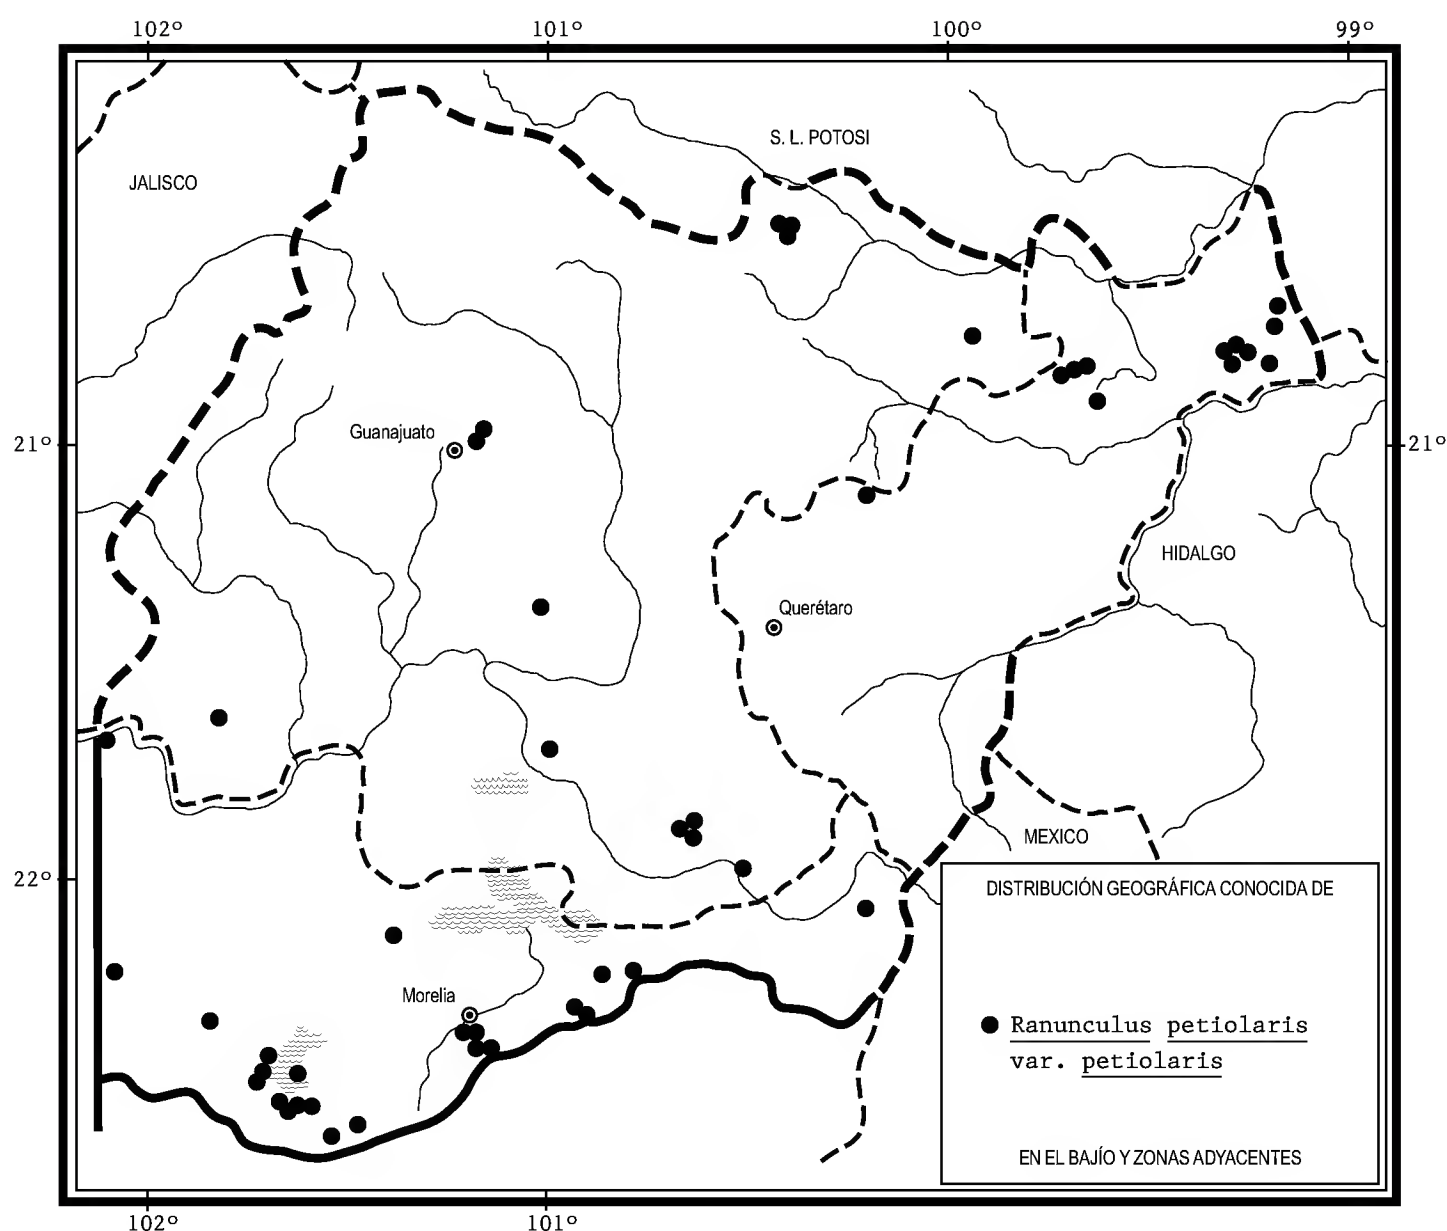 102º 101º 100º 99º
S. L. POTOSI
JALISCO
Guanajuato
21º 21º
HIDALGO
Querétaro
MEXICO
22º
DISTRIBUCIÓN GEOGRÁFICA CONOCIDA DE
Morelia
Ranunculus petiolaris
var. petiolaris
EN EL BAJÍO Y ZONAS ADYACENTES
102º 101º